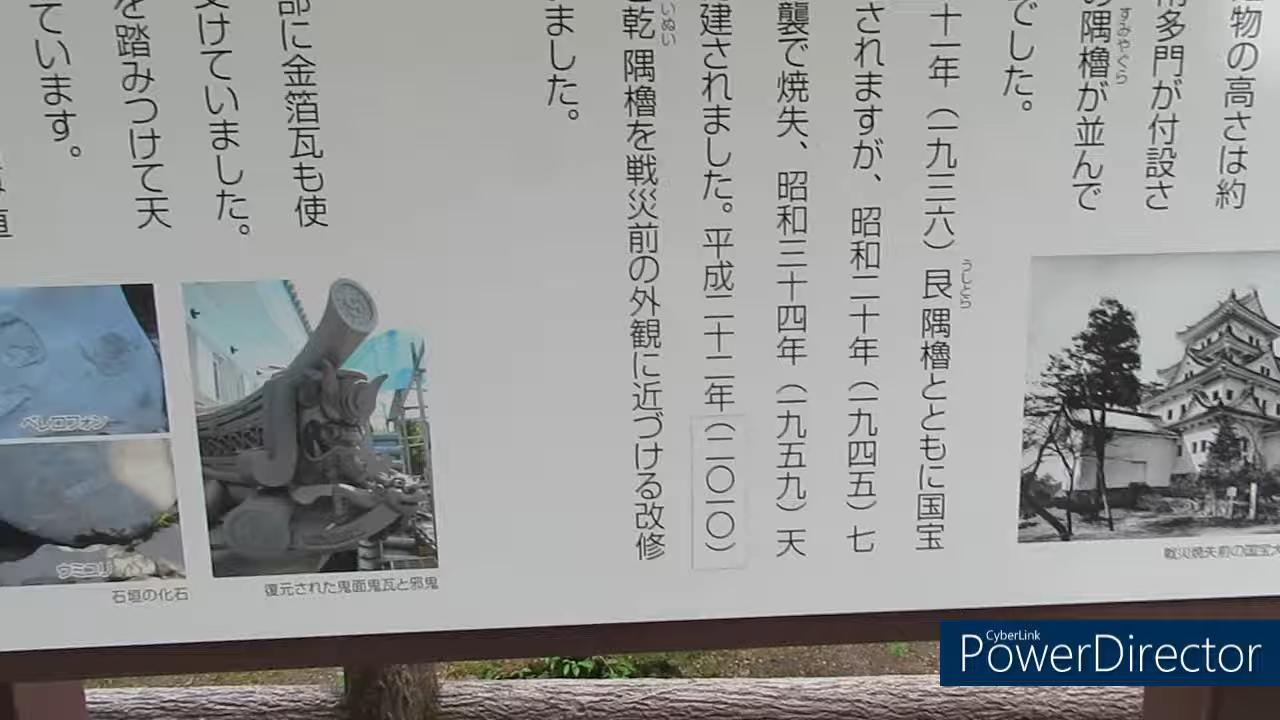 物の高さは約
多門が付設さ
隅櫓が並んで
すみやぐら
でした。
十一年（一九三六）艮隅櫓とともに国宝
うしとら
されますが、昭和二十年（一九四五）七
襲で焼失、昭和三十四年（一九五九）天
建されました。平成二十二年（二〇一〇）
乾隅櫓を戦災前の外観に近づける改修
いぬい
ました。
部に金箔瓦も使
受けていました。
を踏みつけて天
ています。
戦災焼失前の国宝
復元された鬼面鬼瓦と邪鬼
ベレロフォン
ウミユリ
石垣の化石
CyberLink
PowerDirector